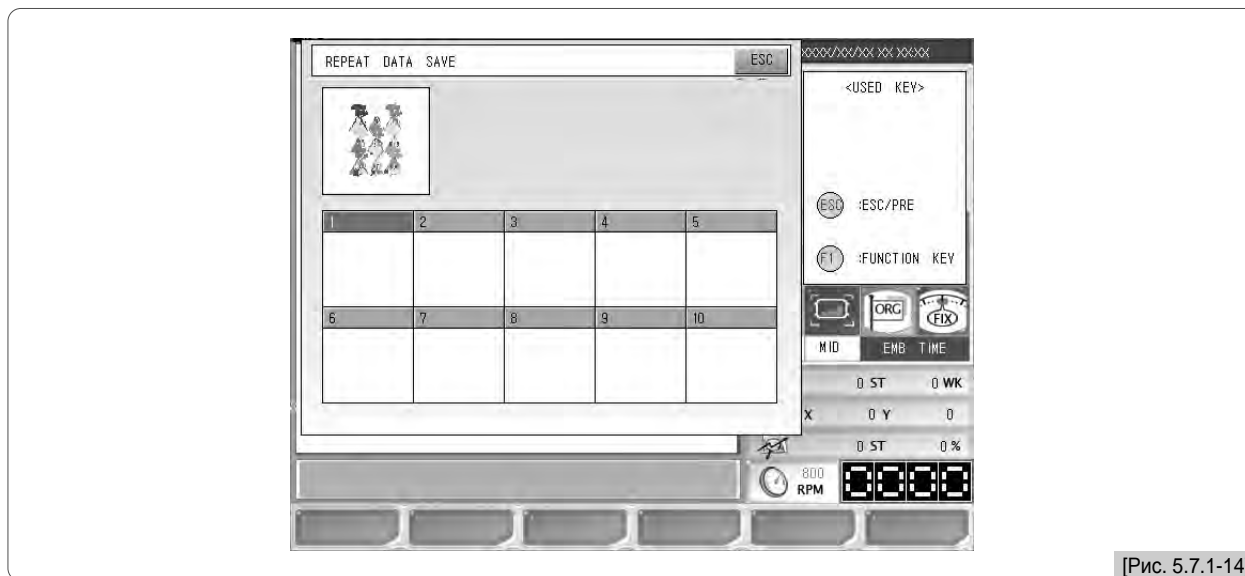 REPEAT DATA SAVE
ESC
XXXX/XX/XX XX XX:XX
<USED KEY>
ESC :ESC/PRE
F1 :FUNCTION KEY
1 2 3 4 5
6 7 8 9 10
ORG
FIX
MID
EMB TIME
0 ST 0 WK
X 0 Y 0
0 ST 0 %
800
RPM
0000
[Рис. 5.7.1-14